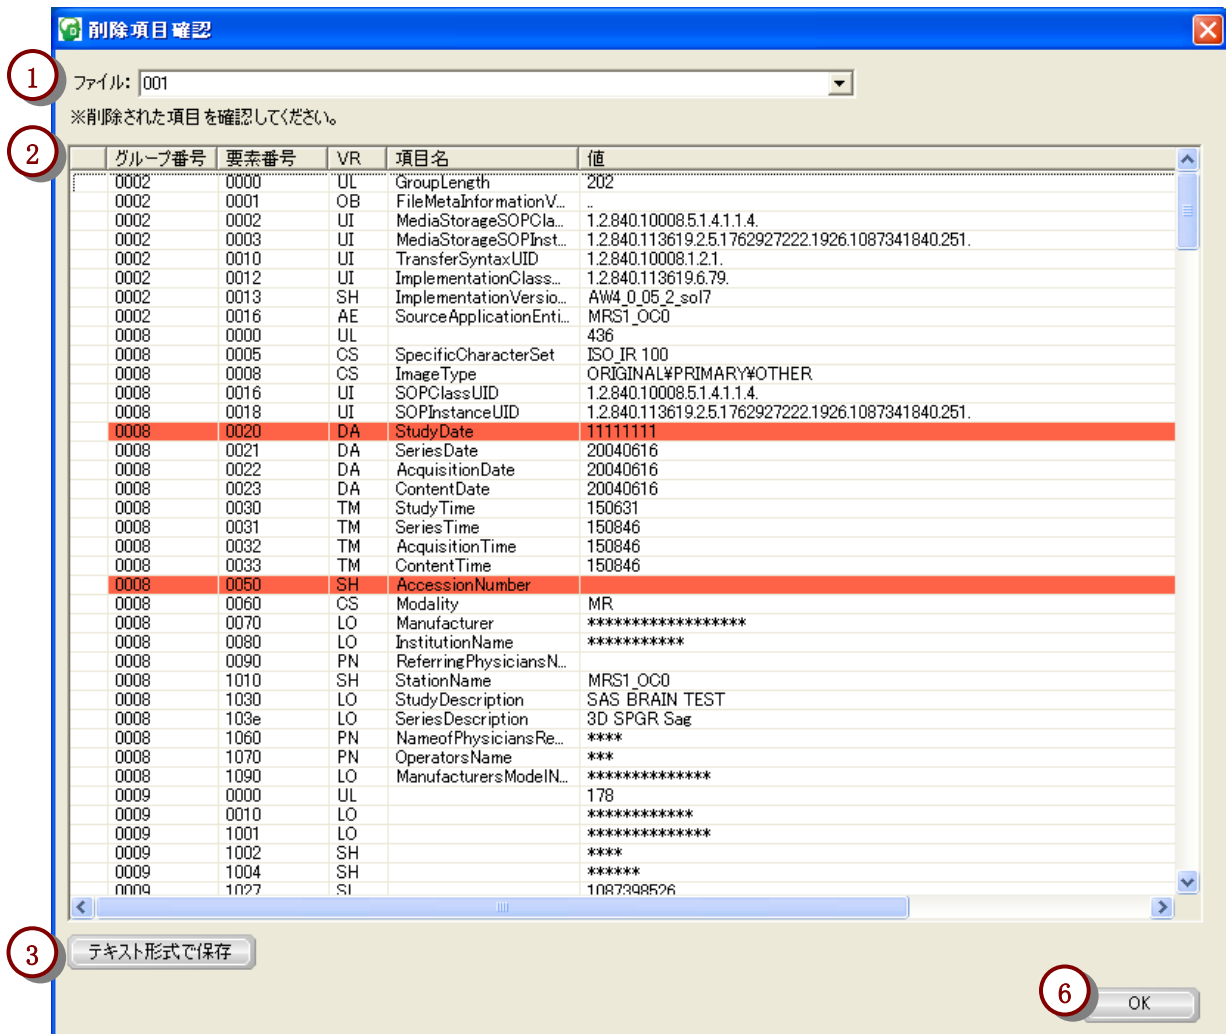 削除項目確認
1 ファイル: 001
※削除された項目を確認してください。
2 グループ番号 要素番号 VR 項目名 値
0002 0000 UL GroupLength 202
0002 0001 OB FileMetaInformationV... ..
0002 0002 UI MediaStorageSOPCla... 1.2.840.10008.5.1.4.1.1.4.
0002 0003 UI MediaStorageSOPInst... 1.2.840.113619.2.5.1762927222.1926.1087341840.251.
0002 0010 UI TransferSyntaxUID 1.2.840.10008.1.2.1.
0002 0012 UI ImplementationClass... 1.2.840.113619.6.79.
0002 0013 SH ImplementationVersio... AW4_0_05_2_sol7
0002 0016 AE SourceApplicationEnti... MRS1_OC0
0008 0000 UL 436
0008 0005 CS SpecificCharacterSet ISO_IR 100
0008 0008 CS ImageType ORIGINAL¥PRIMARY¥OTHER
0008 0016 UI SOPClassUID 1.2.840.10008.5.1.4.1.1.4.
0008 0018 UI SOPInstanceUID 1.2.840.113619.2.5.1762927222.1926.1087341840.251.
0008 0020 DA StudyDate 11111111
0008 0021 DA SeriesDate 20040616
0008 0022 DA AcquisitionDate 20040616
0008 0023 DA ContentDate 20040616
0008 0030 TM StudyTime 150631
0008 0031 TM SeriesTime 150846
0008 0032 TM AcquisitionTime 150846
0008 0033 TM ContentTime 150846
0008 0050 SH AccessionNumber
0008 0060 CS Modality MR
0008 0070 LO Manufacturer ******************
0008 0080 LO InstitutionName ***********
0008 0090 PN ReferringPhysiciansN...
0008 1010 SH StationName MRS1_OC0
0008 1030 LO StudyDescription SAS BRAIN TEST
0008 103e LO SeriesDescription 3D SPGR Sag
0008 1060 PN NameofPhysiciansRe... ****
0008 1070 PN OperatorsName ***
0008 1090 LO ManufacturersModelN... **************
0009 0000 UL 178
0009 0010 LO ************
0009 1001 LO **************
0009 1002 SH ****
0009 1004 SH ******
0009 1027 SL 1087398526
3 テキスト形式で保存
6 OK